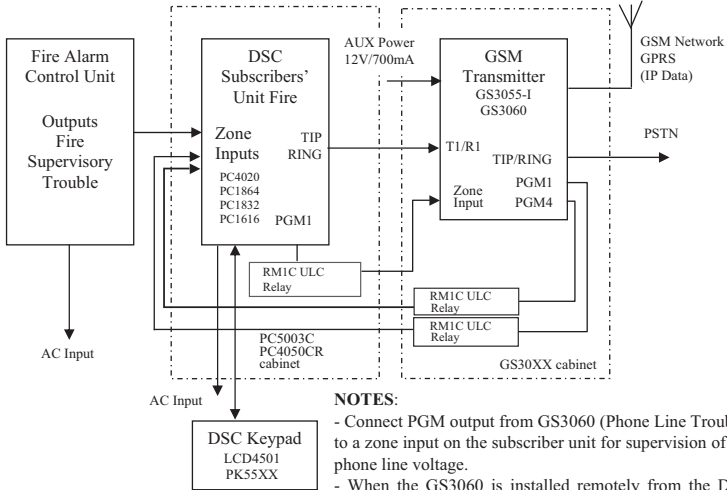 Fire Alarm
Control Unit
Outputs
Fire
Supervisory
Trouble
AC Input
DSC
Subscribers'
Unit Fire
Zone
Inputs
TIP
RING
PC4020
PC1864
PC1832
PC1616
PGM1
RM1C ULC
Relay
PC5003C
PC4050CR
cabinet
AC Input
DSC Keypad
LCD4501
PK55XX
AUX Power
12V/700mA
GSM
Transmitter
GS3055-I
GS3060
T1/R1
TIP/RING
PGM1
PGM4
Zone
Input
RM1C ULC
Relay
RM1C ULC
Relay
GS30XX cabinet
GSM Network
GPRS
(IP Data)
PSTN
NOTES:
- Connect PGM output from GS3060 (Phone Line Troub
to a zone input on the subscriber unit for supervision of
phone line voltage.
- When the GS3060 is installed remotely from the D